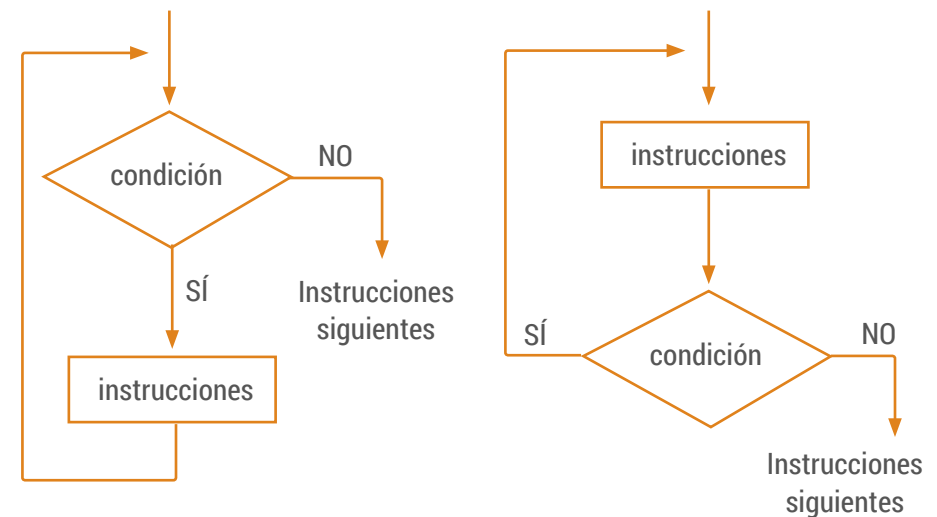 condición
NO
SÍ
Instrucciones
siguientes
instrucciones
instrucciones
SÍ
condición
NO
Instrucciones
siguientes